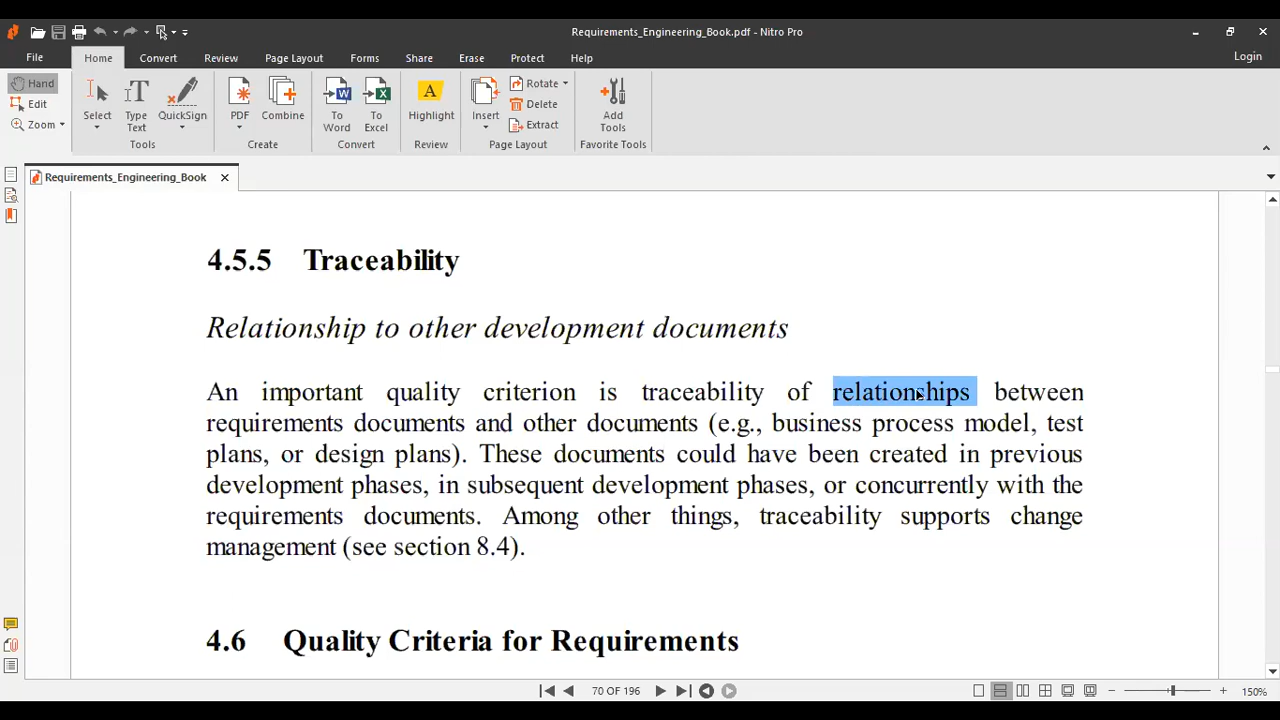 Requirements_Engineering_Book.pdf - Nitro Pro
File Home Convert Review Page Layout Forms Share Erase Protect Help Login
Hand
Edit
Zoom
Select
Type Text
QuickSign
Tools
PDF
Combine
Create
To Word
To Excel
Convert
Highlight
Review
Insert
Rotate
Delete
Extract
Page Layout
Add Tools
Favorite Tools
Requirements_Engineering_Book
4.5.5 Traceability
Relationship to other development documents
An important quality criterion is traceability of relationships between
requirements documents and other documents (e.g., business process model, test
plans, or design plans). These documents could have been created in previous
development phases, in subsequent development phases, or concurrently with the
requirements documents. Among other things, traceability supports change
management (see section 8.4).
4.6 Quality Criteria for Requirements
70 OF 196
150%